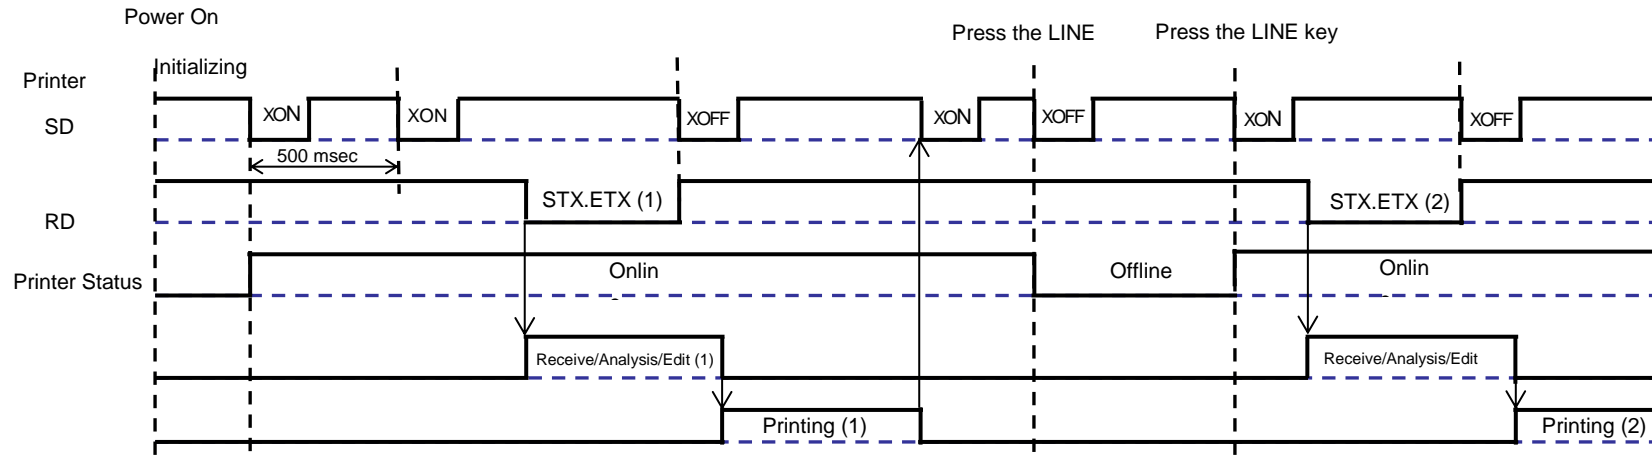 Power On
Press the LINE
Press the LINE key
Initializing
Printer
SD
XON
XON
XOFF
XON
XOFF
XON
XOFF
500 msec
STX.ETX (1)
STX.ETX (2)
RD
Printer Status
Onlin
Offline
Onlin
Receive/Analysis/Edit (1)
Receive/Analysis/Edit
Printing (1)
Printing (2)